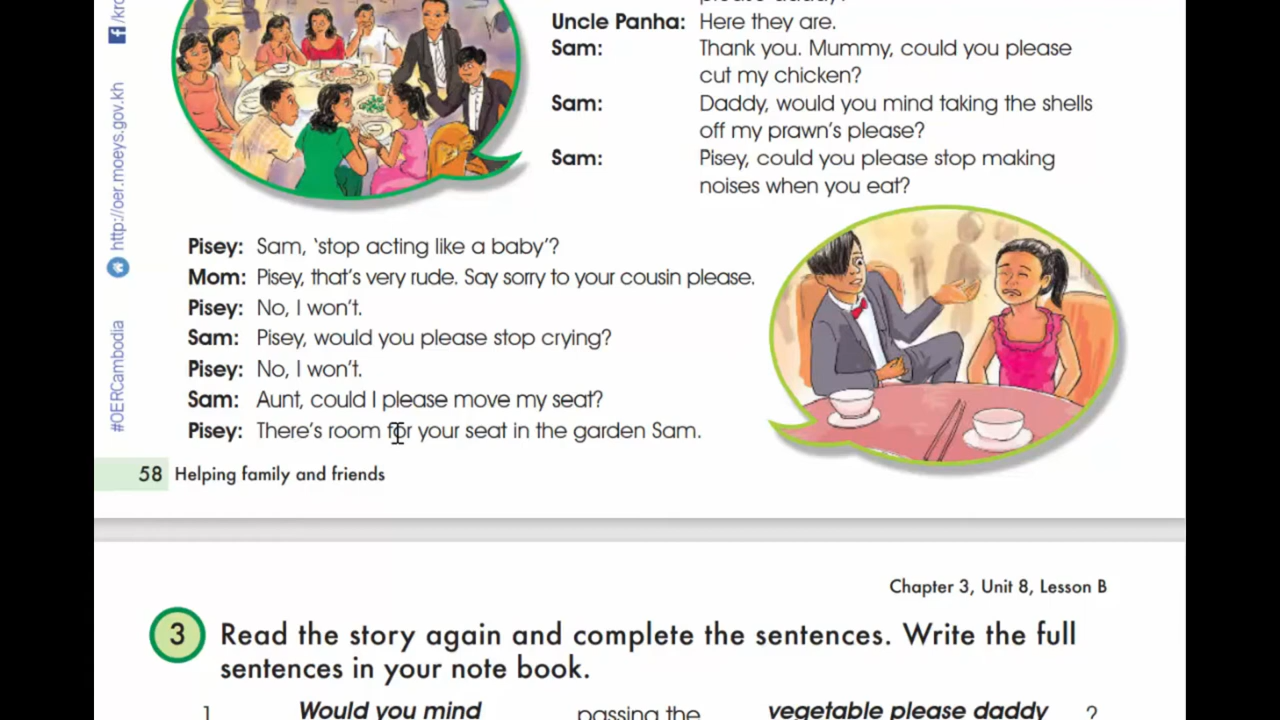 please daddy?
Uncle Panha: Here they are.
Sam: Thank you. Mummy, could you please
cut my chicken?
Sam: Daddy, would you mind taking the shells
off my prawn's please?
Sam: Pisey, could you please stop making
noises when you eat?
Pisey: Sam, 'stop acting like a baby'?
Mom: Pisey, that's very rude. Say sorry to your cousin please.
Pisey: No, I won't.
Sam: Pisey, would you please stop crying?
Pisey: No, I won't.
Sam: Aunt, could I please move my seat?
Pisey: There's room for your seat in the garden Sam.
58 Helping family and friends
#OERCambodia http://oer.moeys.gov.kh
Chapter 3, Unit 8, Lesson B
3 Read the story again and complete the sentences. Write the full
sentences in your note book.
1 Would you mind passing the vegetable please daddy ?